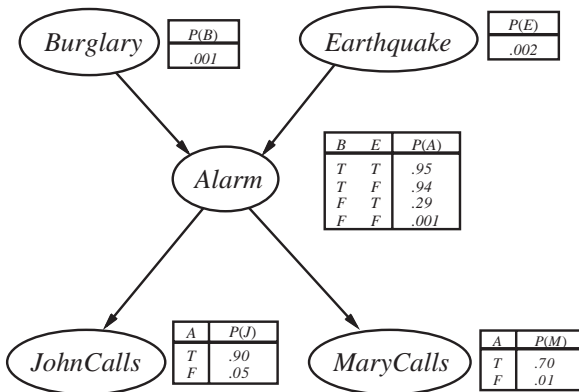 Burglary
P(B)
.001
Earthquake
P(E)
.002
Alarm
B E P(A)
T T .95
T F .94
F T .29
F F .001
JohnCalls
A P(J)
T .90
F .05
MaryCalls
A P(M)
T .70
F .01